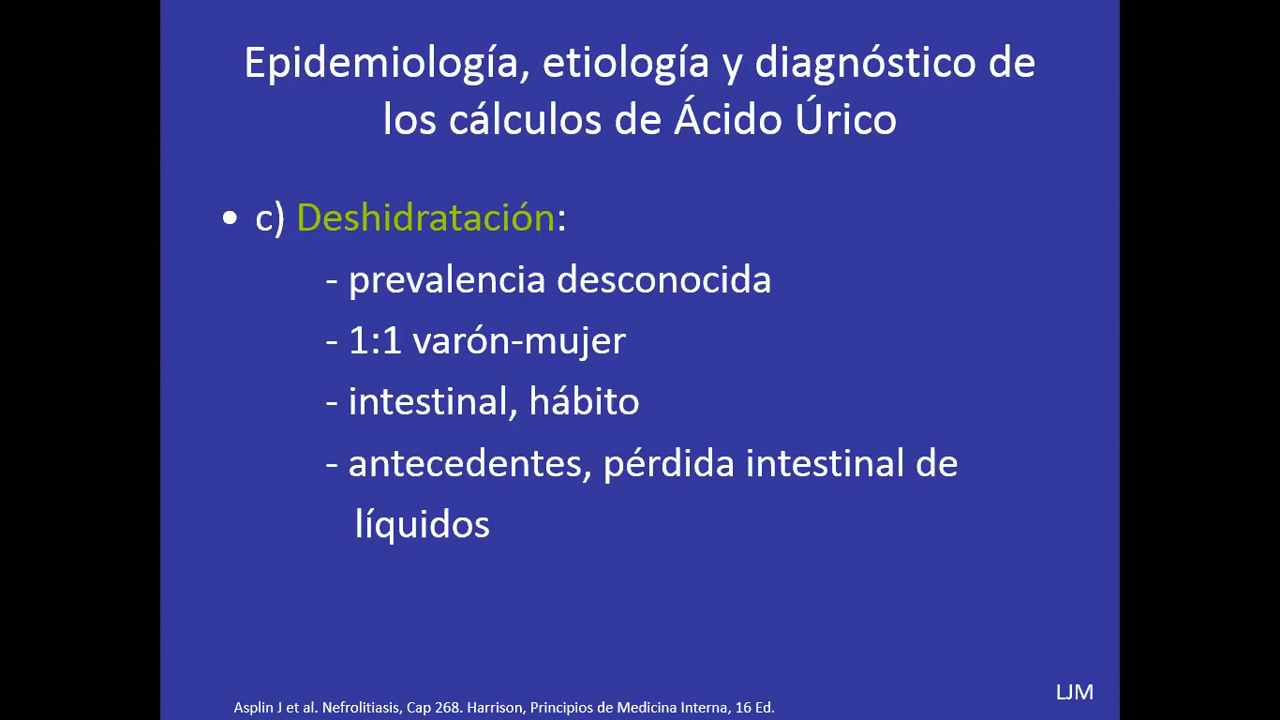 Epidemiología, etiología y diagnóstico de
los cálculos de Ácido Úrico
• c) Deshidratación:
- prevalencia desconocida
- 1:1 varón-mujer
- intestinal, hábito
- antecedentes, pérdida intestinal de
líquidos
LJM
Asplin J et al. Nefrolitiasis, Cap 268. Harrison, Principios de Medicina Interna, 16 Ed.